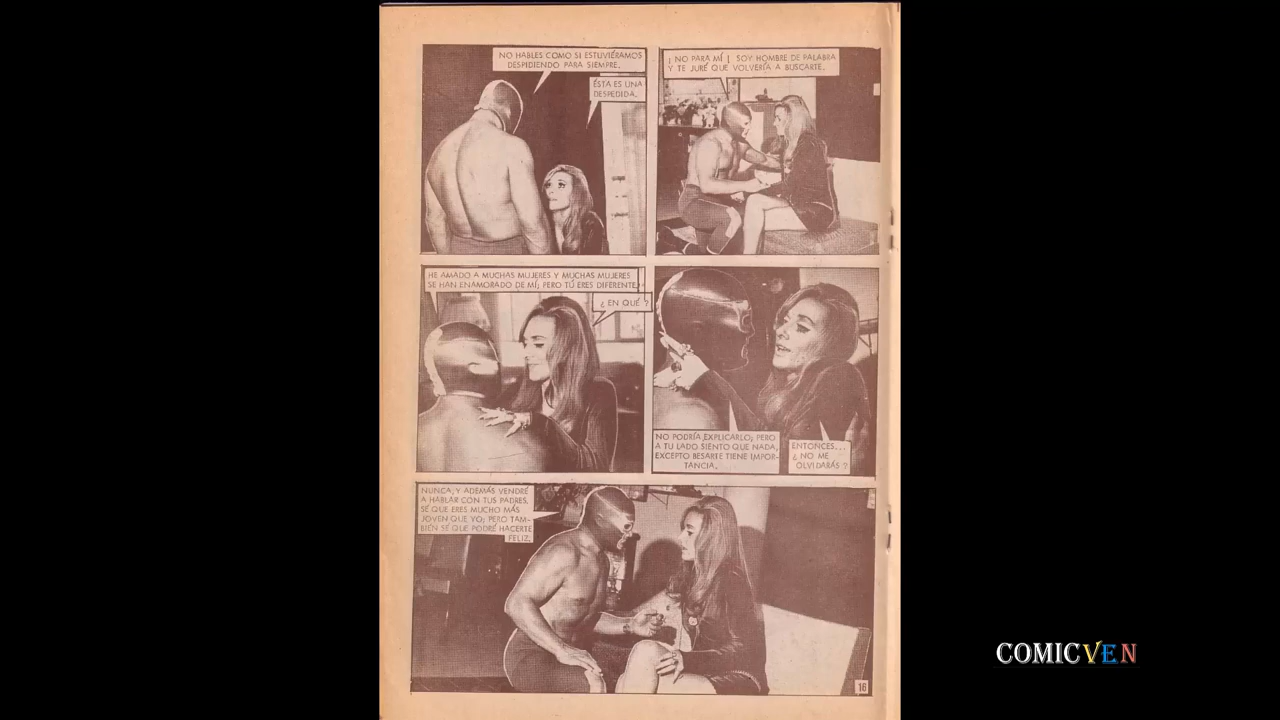 NO HABLES COMO SI ESTUVIÉRAMOS
DESPIDIENDO PARA SIEMPRE.
ÉSTA ES UNA
DESPEDIDA.
¡ NO PARA MÍ ! SOY HOMBRE DE PALABRA
Y TE JURÉ QUE VOLVERÍA A BUSCARTE.
HE AMADO A MUCHAS MUJERES Y MUCHAS MUJERES
SE HAN ENAMORADO DE MÍ; PERO TÚ ERES DIFERENTE.
¿ EN QUÉ ?
NO PODRÍA EXPLICARLO; PERO
A TU LADO SIENTO QUE NADA,
EXCEPTO BESARTE TIENE IMPOR-
TANCIA.
ENTONCES...
¿ NO ME
OLVIDARÁS ?
NUNCA, Y ADEMÁS VENDRÉ
A HABLAR CON TUS PADRES.
SÉ QUE ERES MUCHO MÁS
JOVEN QUE YO; PERO TAM-
BIÉN SÉ QUE PODRÉ HACERTE
FELIZ.
16
COMICVEN